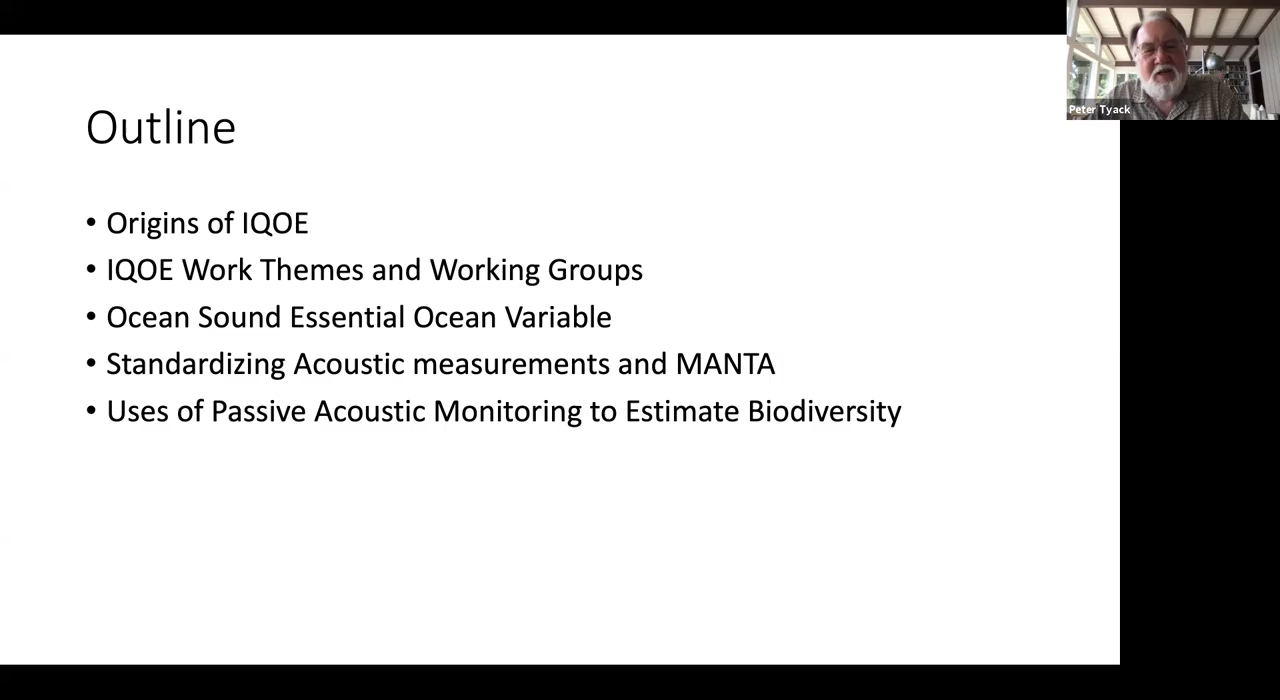 Peter Tyack
Outline
• Origins of IQOE
• IQOE Work Themes and Working Groups
• Ocean Sound Essential Ocean Variable
• Standardizing Acoustic measurements and MANTA
• Uses of Passive Acoustic Monitoring to Estimate Biodiversity